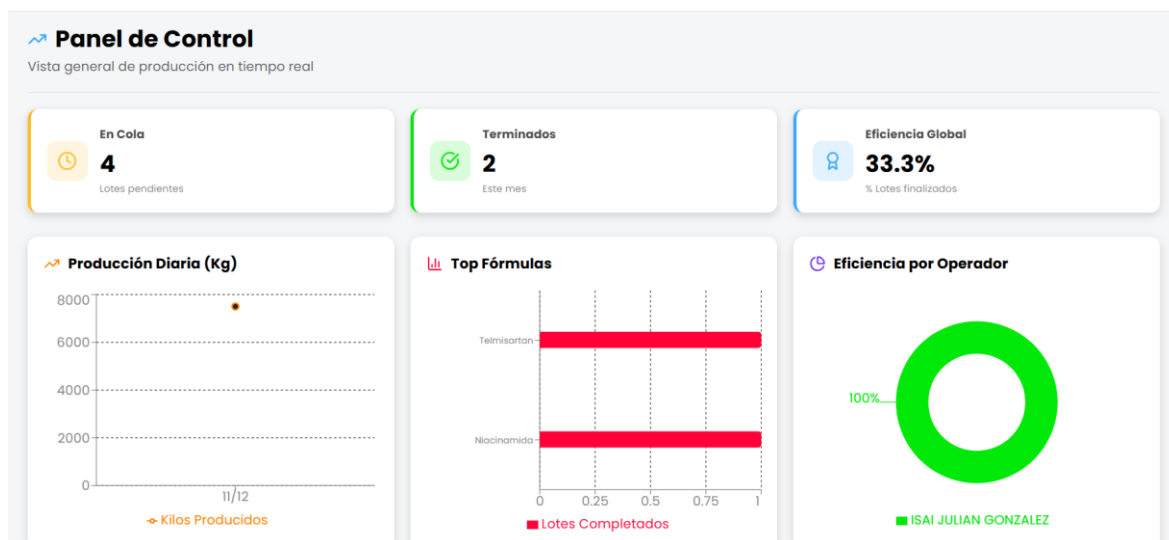 Panel de Control
Vista general de producción en tiempo real
En Cola
4
Lotes pendientes
Terminados
2
Este mes
Eficiencia Global
33.3%
% Lotes finalizados
Producción Diaria (Kg)
8000
6000
4000
2000
0
11/12
Kilos Producidos
Top Fórmulas
Telmisartan
Niacinamida
0 0.25 0.5 0.75 1
Lotes Completados
Eficiencia por Operador
100%
ISAI JULIAN GONZALEZ